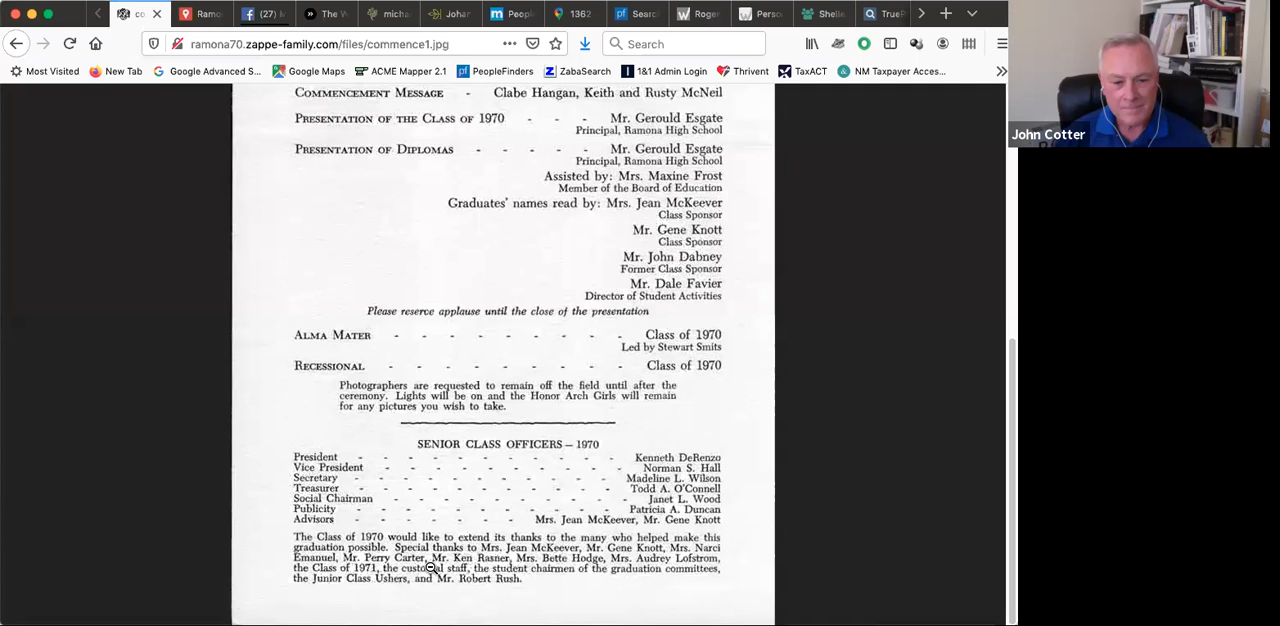 co
Ramo
(27)
The V
micha
Johar
Peopl
1362
Searc
Roger
Perso
Shelle
TrueP
ramona70.zappe-family.com/files/commence1.jpg
Search
Most Visited
New Tab
Google Advanced S...
Google Maps
ACME Mapper 2.1
PeopleFinders
ZabaSearch
1&1 Admin Login
Thrivent
TaxACT
NM Taxpayer Acces...
John Cotter
COMMENCEMENT MESSAGE - Clabe Hangan, Keith and Rusty McNeil
PRESENTATION OF THE CLASS OF 1970 - - - Mr. Gerould Esgate
Principal, Ramona High School
PRESENTATION OF DIPLOMAS - - - - - Mr. Gerould Esgate
Principal, Ramona High School
Assisted by: Mrs. Maxine Frost
Member of the Board of Education
Graduates' names read by: Mrs. Jean McKeever
Class Sponsor
Mr. Gene Knott
Class Sponsor
Mr. John Dabney
Former Class Sponsor
Mr. Dale Favier
Director of Student Activities
Please reserve applause until the close of the presentation
ALMA MATER - - - - - - - - - Class of 1970
Led by Stewart Smits
RECESSIONAL - - - - - - - - - Class of 1970
Photographers are requested to remain off the field until after the
ceremony. Lights will be on and the Honor Arch Girls will remain
for any pictures you wish to take.
SENIOR CLASS OFFICERS – 1970
President - - - - - - - - - - Kenneth DeRenzo
Vice President - - - - - - - - - Norman S. Hall
Secretary - - - - - - - - - - Madeline L. Wilson
Treasurer - - - - - - - - - - Todd A. O'Connell
Social Chairman - - - - - - - - - Janet L. Wood
Publicity - - - - - - - - - - Patricia A. Duncan
Advisors - - - - - - - Mrs. Jean McKeever, Mr. Gene Knott
The Class of 1970 would like to extend its thanks to the many who helped make this
graduation possible. Special thanks to Mrs. Jean McKeever, Mr. Gene Knott, Mrs. Narci
Emanuel, Mr. Perry Carter, Mr. Ken Rasner, Mrs. Bette Hodge, Mrs. Audrey Lofstrom,
the Class of 1971, the custodial staff, the student chairmen of the graduation committees,
the Junior Class Ushers, and Mr. Robert Rush.